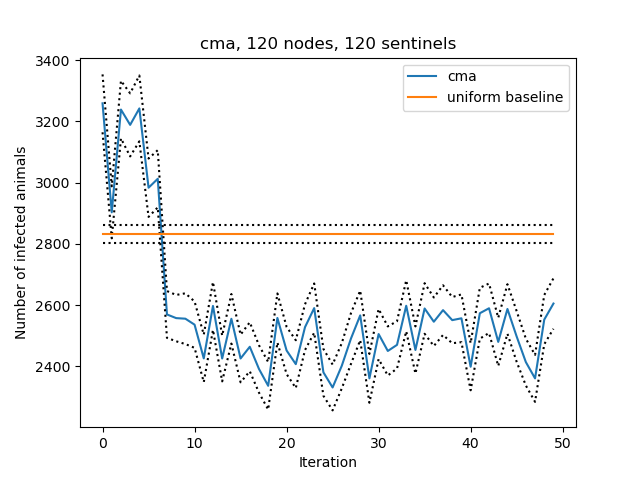 cma, 120 nodes, 120 sentinels
cma
uniform baseline
Number of infected animals
3400
3200
3000
2800
2600
2400
0
10
20
30
40
50
Iteration